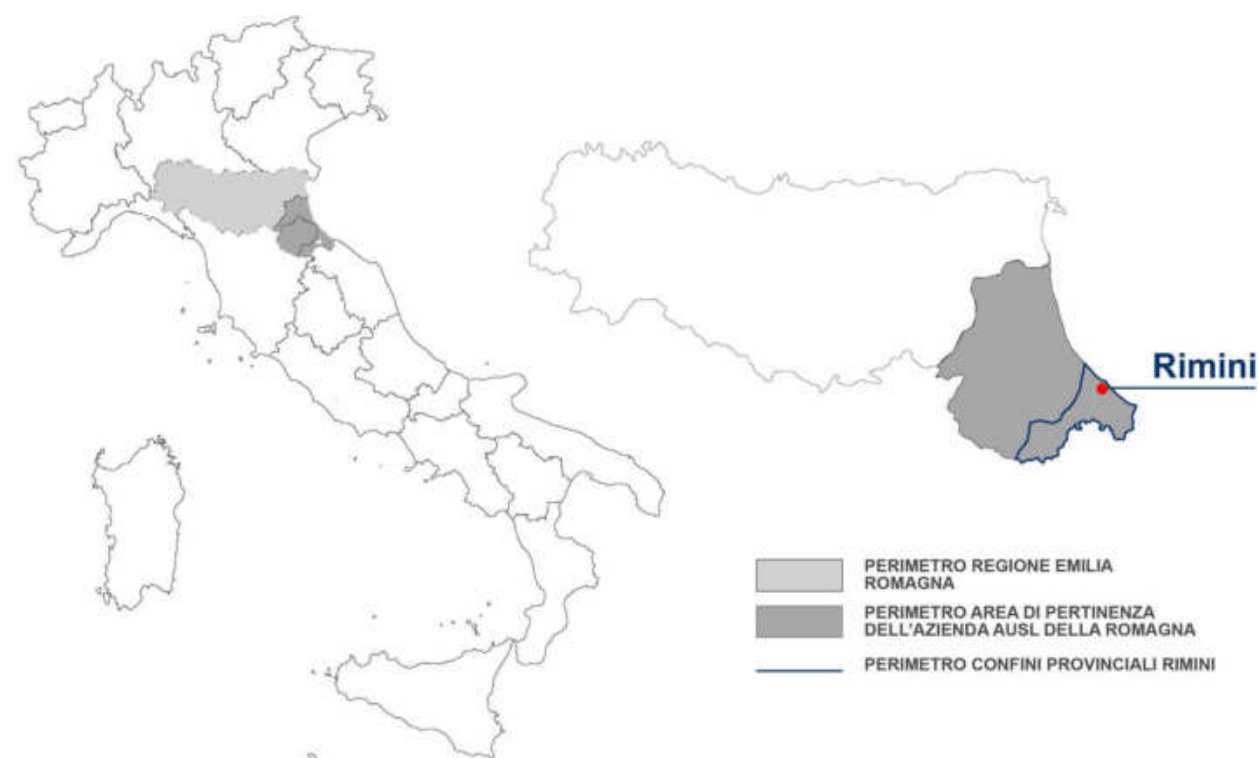 Rimini
PERIMETRO REGIONE EMILIA
ROMAGNA
PERIMETRO AREA DI PERTINENZA
DELL'AZIENDA AUSL DELLA ROMAGNA
PERIMETRO CONFINI PROVINCIALI RIMINI